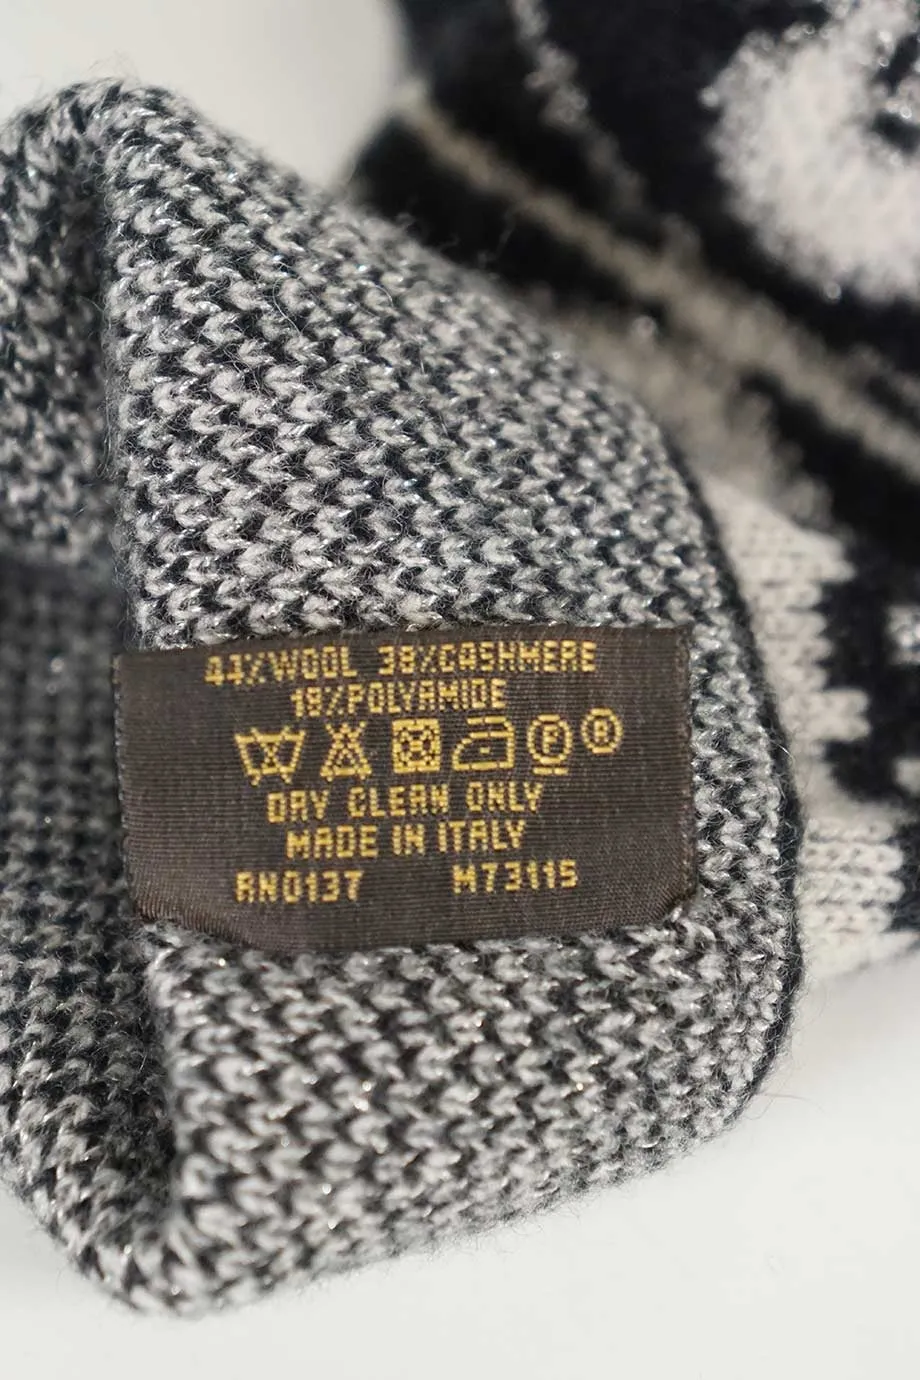 44%WOOL 38%CASHMERE
18%POLYAMIDE
F R
DRY CLEAN ONLY
MADE IN ITALY
RN0137 M73115